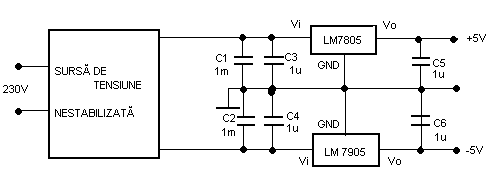 Vi
Vo
LM7805
+5V
C1
1m
C3
1u
GND
C5
1u
230V
SURSĂ DE
TENSIUNE
NESTABILIZATĂ
C2
1m
C4
1u
GND
C6
1u
LM 7905
Vi
Vo
-5V